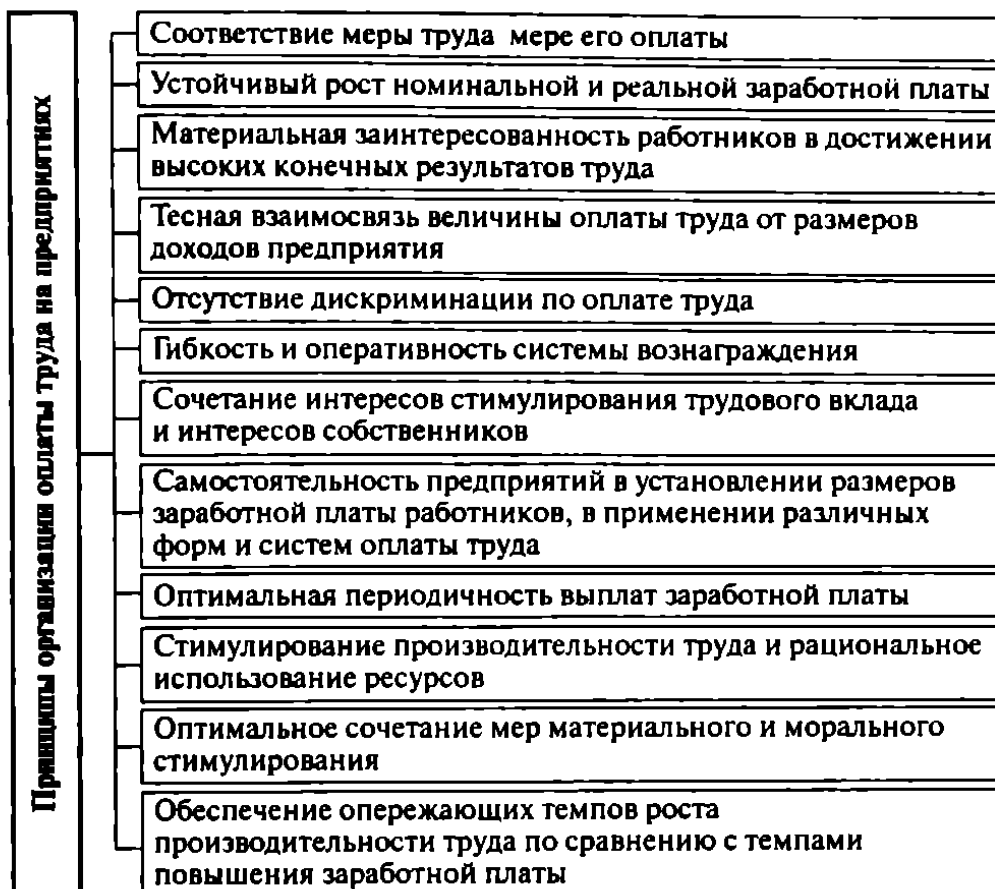 Принципы организации оплаты труда на предприятиях
Соответствие меры труда мере его оплаты
Устойчивый рост номинальной и реальной заработной платы
Материальная заинтересованность работников в достижении
высоких конечных результатов труда
Тесная взаимосвязь величины оплаты труда от размеров
доходов предприятия
Отсутствие дискриминации по оплате труда
Гибкость и оперативность системы вознаграждения
Сочетание интересов стимулирования трудового вклада
и интересов собственников
Самостоятельность предприятий в установлении размеров
заработной платы работников, в применении различных
форм и систем оплаты труда
Оптимальная периодичность выплат заработной платы
Стимулирование производительности труда и рациональное
использование ресурсов
Оптимальное сочетание мер материального и морального
стимулирования
Обеспечение опережающих темпов роста
производительности труда по сравнению с темпами
повышения заработной платы